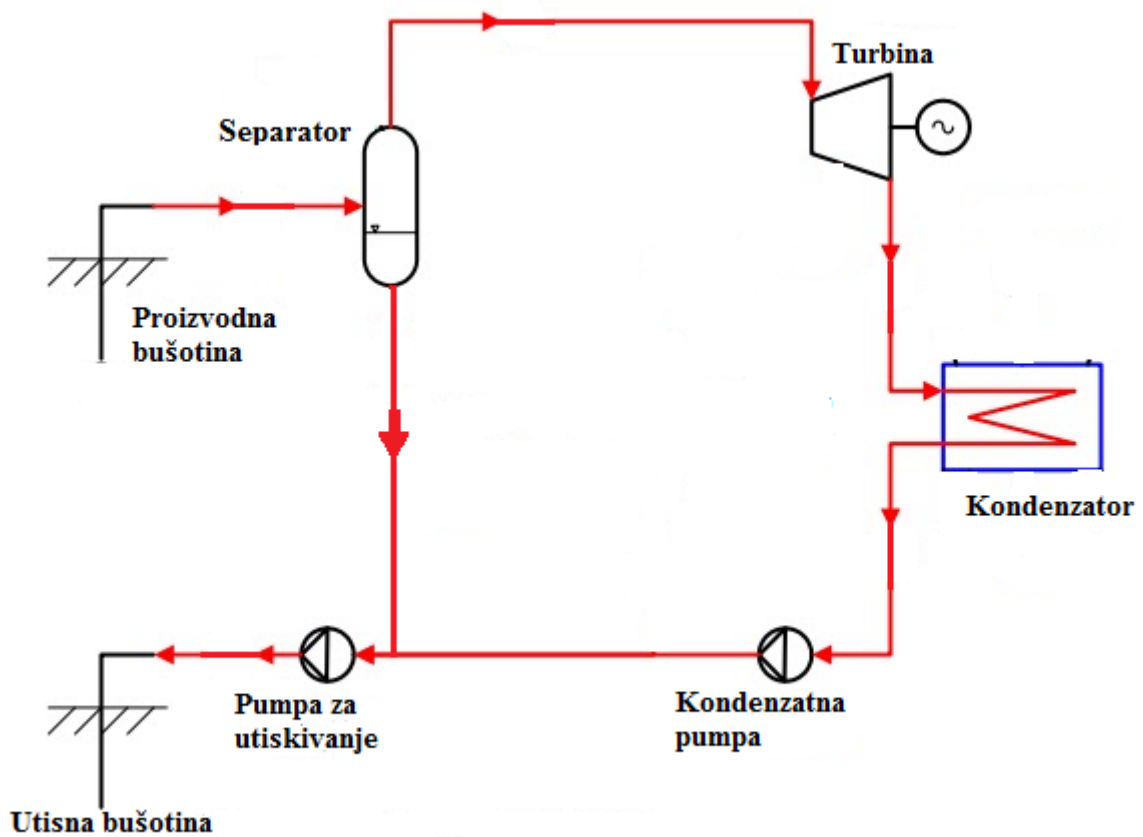 Turbina
Separator
Proizvodna
bušotina
Kondenzator
Pumpa za
utiskivanje
Kondenzatna
pumpa
Utisna bušotina